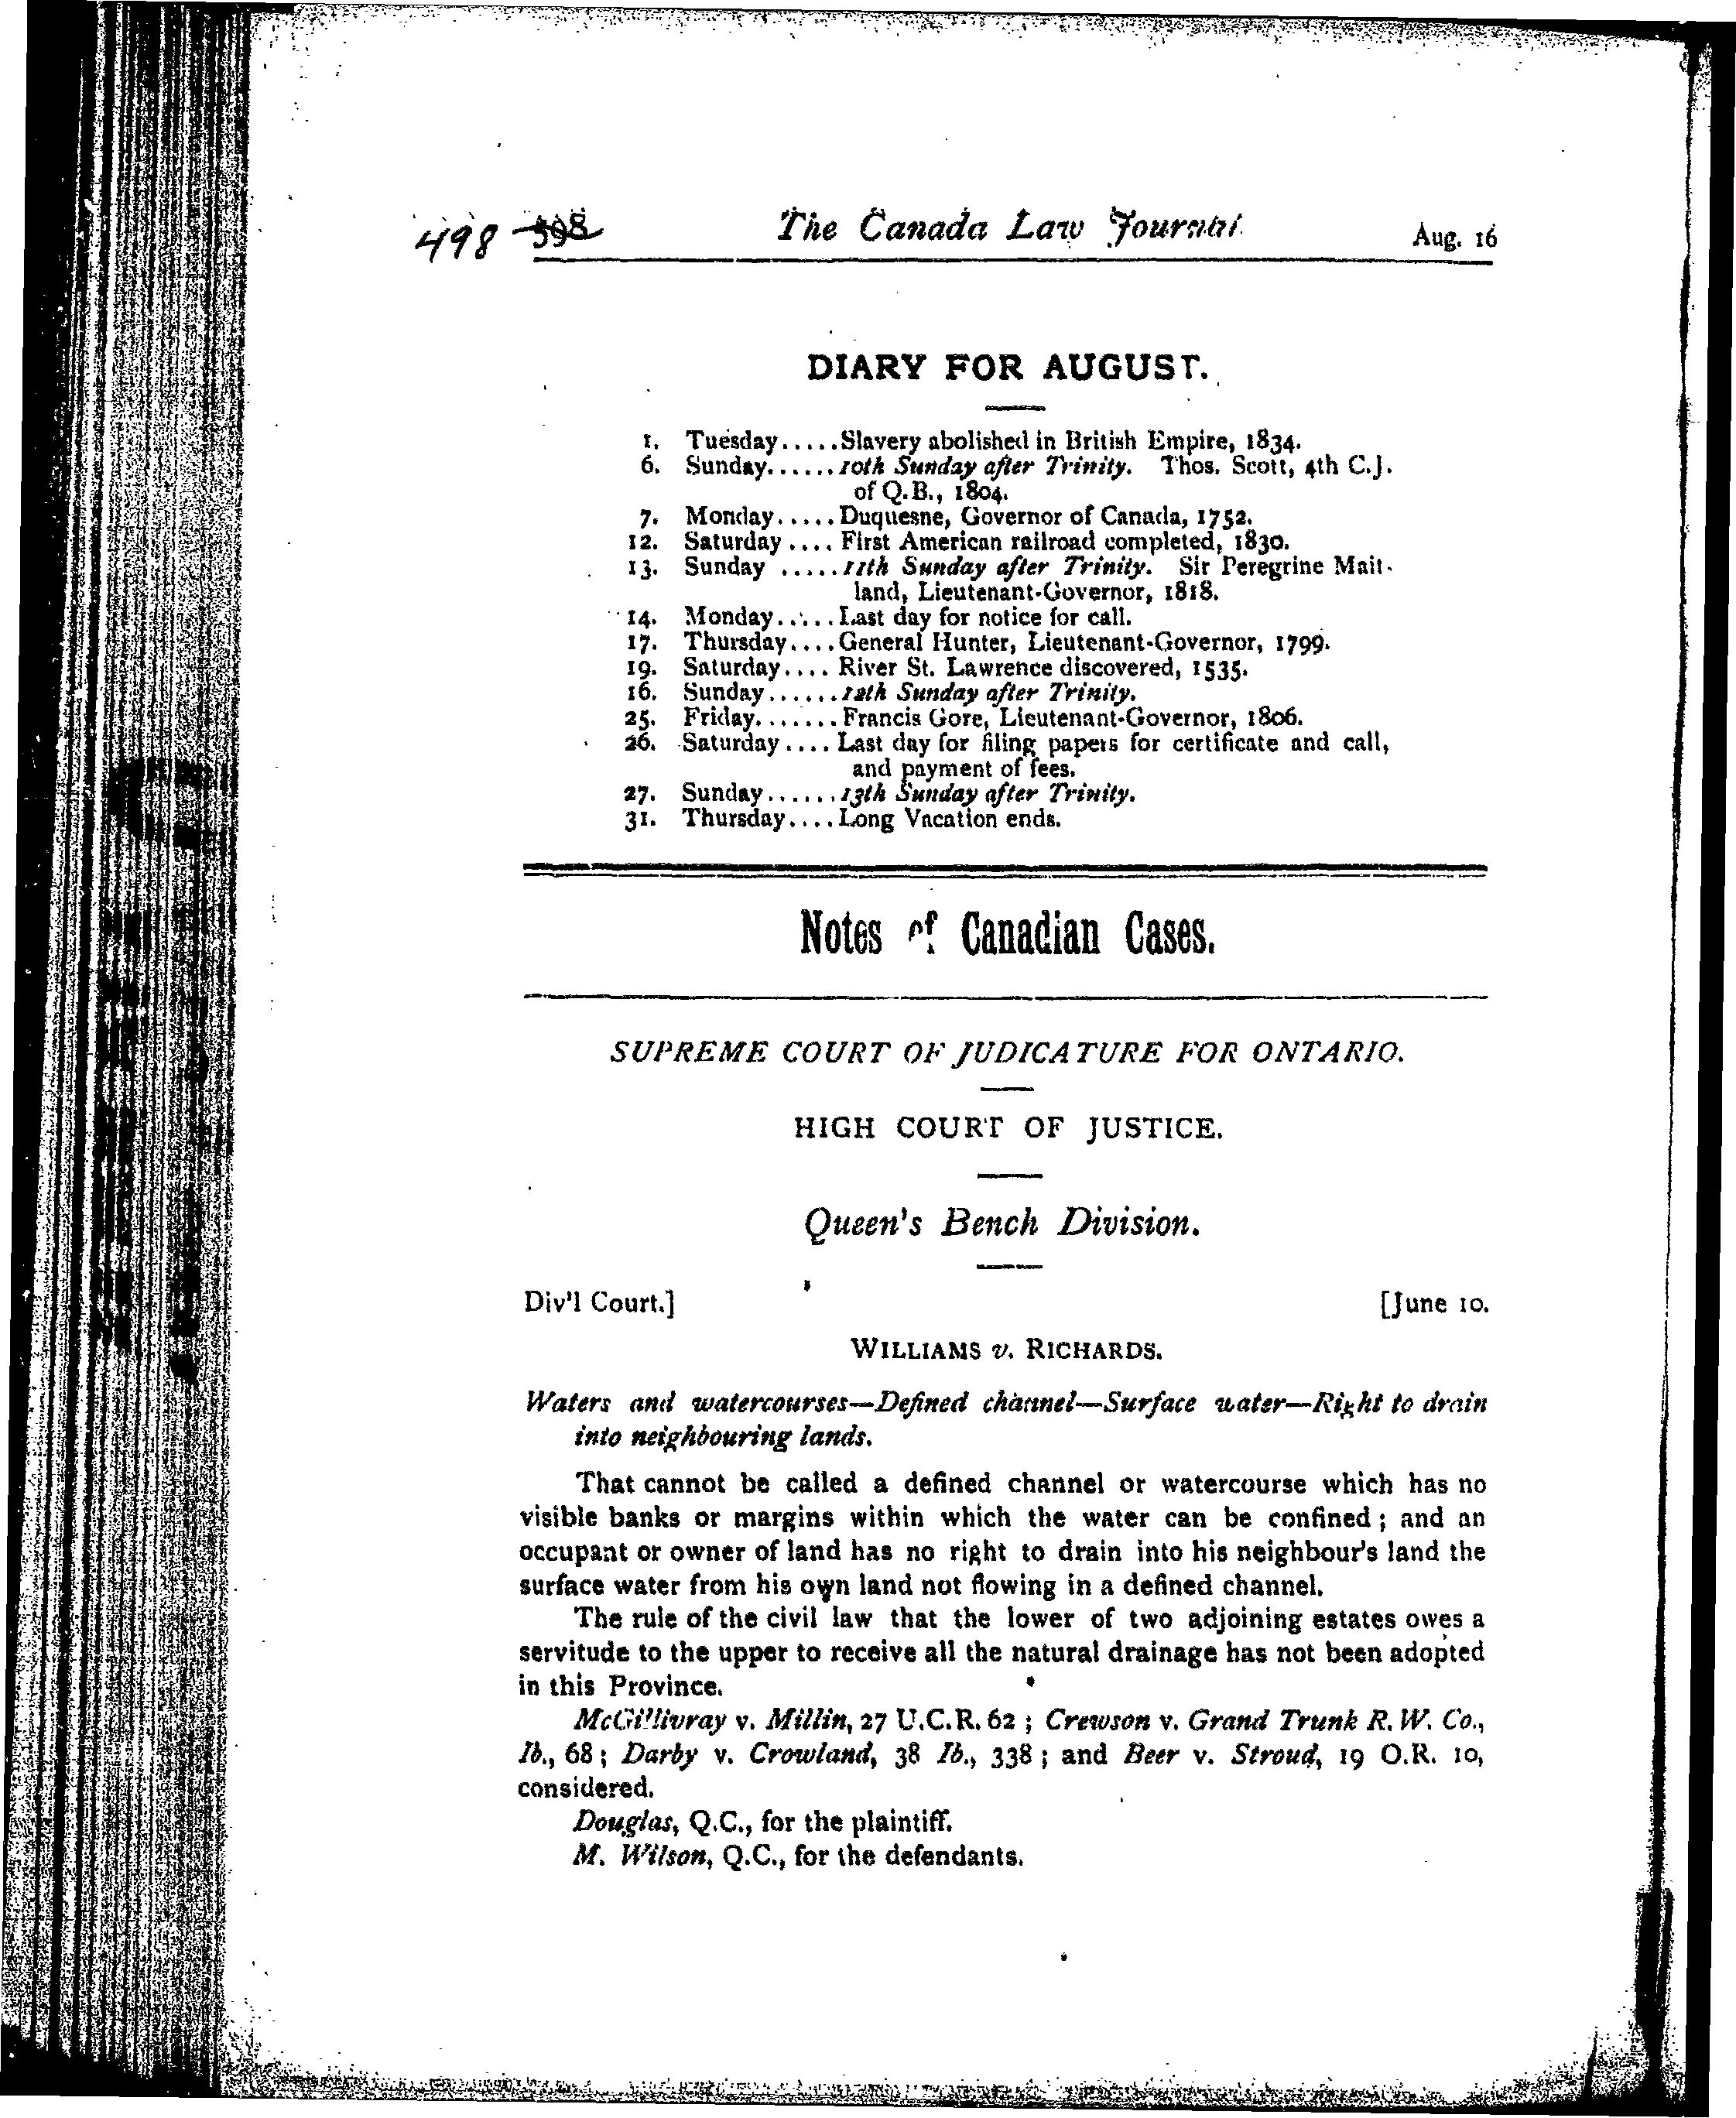 498 598 The Canada Law Journal. Aug. 16
DIARY FOR AUGUST.
1. Tuesday.....Slavery abolished in British Empire, 1834.
6. Sunday......10th Sunday after Trinity. Thos. Scott, 4th C.J.
of Q.B., 1804.
7. Monday.....Duquesne, Governor of Canada, 1752.
12. Saturday....First American railroad completed, 1830.
13. Sunday .....11th Sunday after Trinity. Sir Peregrine Mait-
land, Lieutenant-Governor, 1818.
14. Monday.....Last day for notice for call.
17. Thursday....General Hunter, Lieutenant-Governor, 1799.
19. Saturday....River St. Lawrence discovered, 1535.
16. Sunday......12th Sunday after Trinity.
25. Friday.......Francis Gore, Lieutenant-Governor, 1806.
26. Saturday....Last day for filing papers for certificate and call,
and payment of fees.
27. Sunday......13th Sunday after Trinity.
31. Thursday....Long Vacation ends.
Notes of Canadian Cases.
SUPREME COURT OF JUDICATURE FOR ONTARIO.
HIGH COURT OF JUSTICE.
Queen's Bench Division.
Div'l Court.] [June 10.
WILLIAMS v. RICHARDS.
Waters and watercourses—Defined channel—Surface water—Right to drain
into neighbouring lands.
That cannot be called a defined channel or watercourse which has no
visible banks or margins within which the water can be confined; and an
occupant or owner of land has no right to drain into his neighbour's land the
surface water from his own land not flowing in a defined channel.
The rule of the civil law that the lower of two adjoining estates owes a
servitude to the upper to receive all the natural drainage has not been adopted
in this Province.
McGillivray v. Millin, 27 U.C.R. 62; Crewson v. Grand Trunk R.W. Co.,
Ib., 68; Darby v. Crowland, 38 Ib., 338; and Beer v. Stroud, 19 O.R. 10,
considered.
Douglas, Q.C., for the plaintiff.
M. Wilson, Q.C., for the defendants.